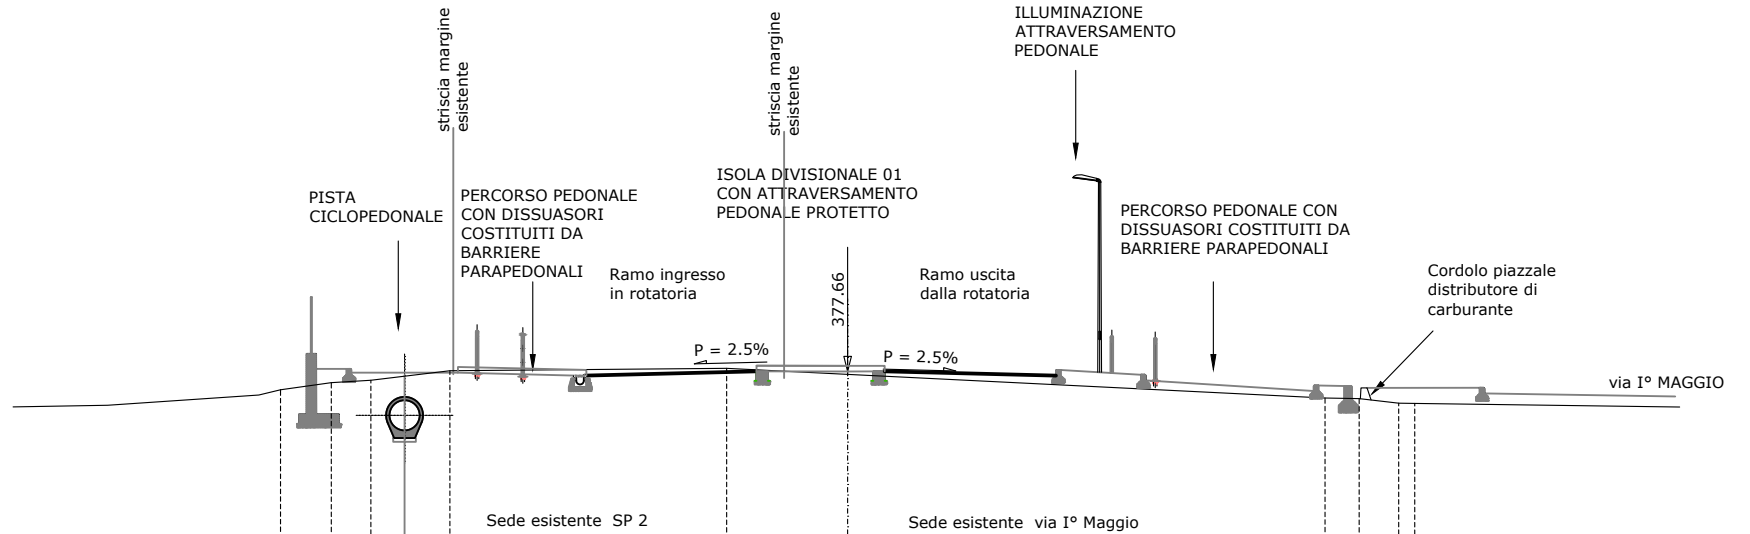 ILLUMINAZIONE
ATTRAVERSAMENTO
PEDONALE
striscia margine
esistente
striscia margine
esistente
ISOLA DIVISIONALE 01
CON ATTRAVERSAMENTO
PEDONALE PROTETTO
PISTA
CICLOPEDONALE
PERCORSO PEDONALE
CON DISSUASORI
COSTITUITI DA
BARRIERE
PARAPEDONALI
PERCORSO PEDONALE CON
DISSUASORI COSTITUITI DA
BARRIERE PARAPEDONALI
Ramo ingresso
in rotatoria
377.66
Ramo uscita
dalla rotatoria
Cordolo piazzale
distributore di
carburante
P = 2.5%
P = 2.5%
via I° MAGGIO
Sede esistente SP 2
Sede esistente via I° Maggio